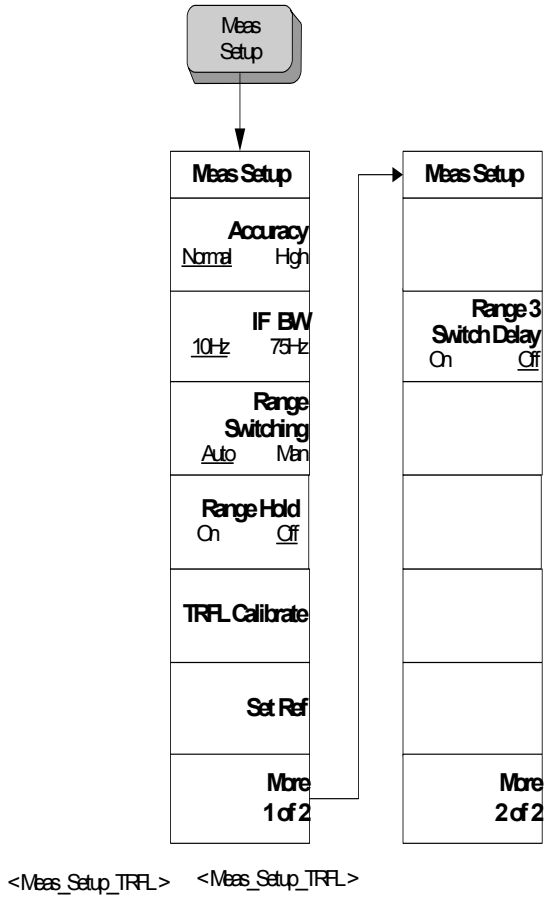 Meas
Setup
Meas Setup
Accuracy
Normal High
IF BW
10Hz 75Hz
Range
Switching
Auto Man
Range Hold
On Off
TRFL Calibrate
Set Ref
More
1 of 2
Meas Setup
Range 3
Switch Delay
On Off
More
2 of 2
<Meas_Setup_TRFL> <Meas_Setup_TRFL>